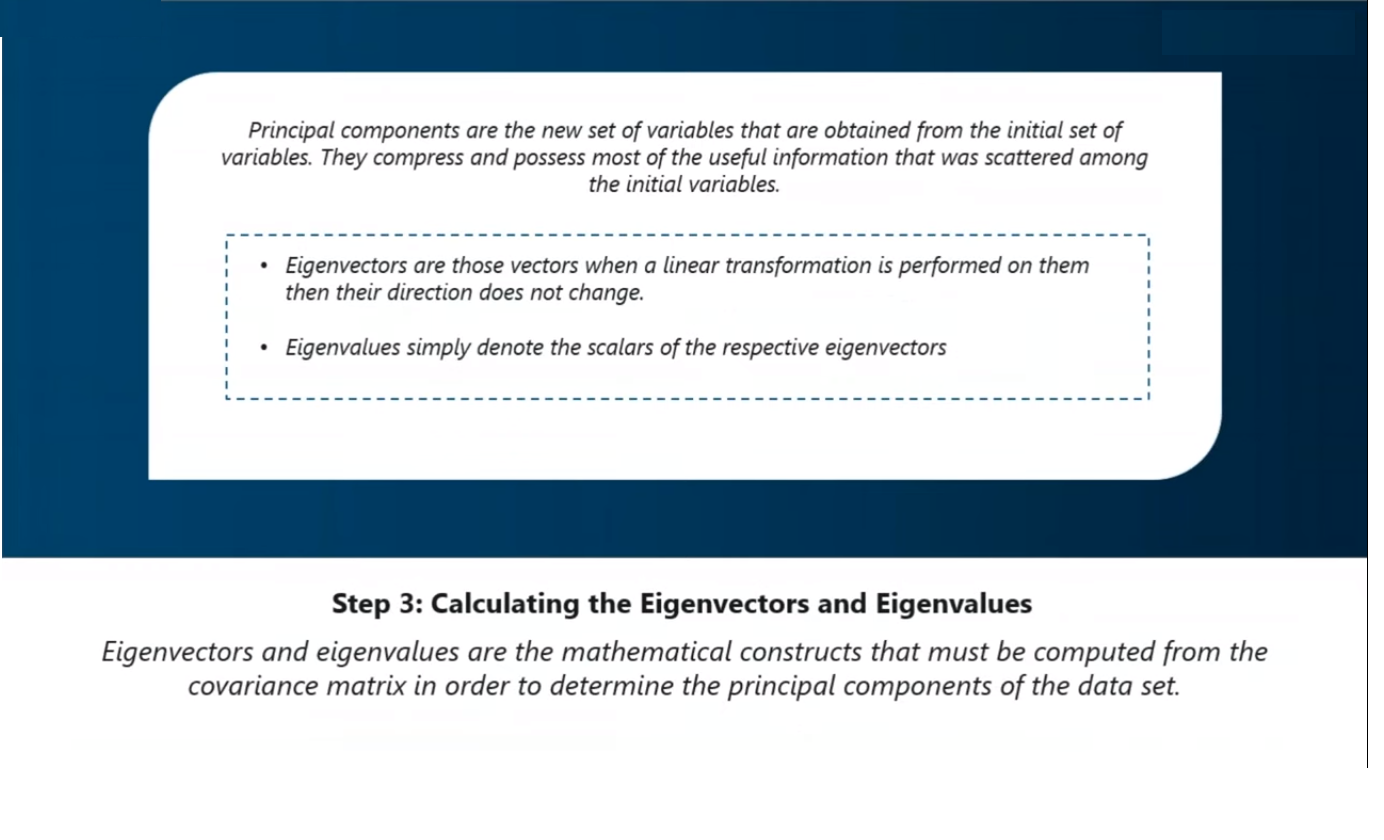 Principal components are the new set of variables that are obtained from the initial set of
variables. They compress and possess most of the useful information that was scattered among
the initial variables.
• Eigenvectors are those vectors when a linear transformation is performed on them
then their direction does not change.
• Eigenvalues simply denote the scalars of the respective eigenvectors
Step 3: Calculating the Eigenvectors and Eigenvalues
Eigenvectors and eigenvalues are the mathematical constructs that must be computed from the
covariance matrix in order to determine the principal components of the data set.